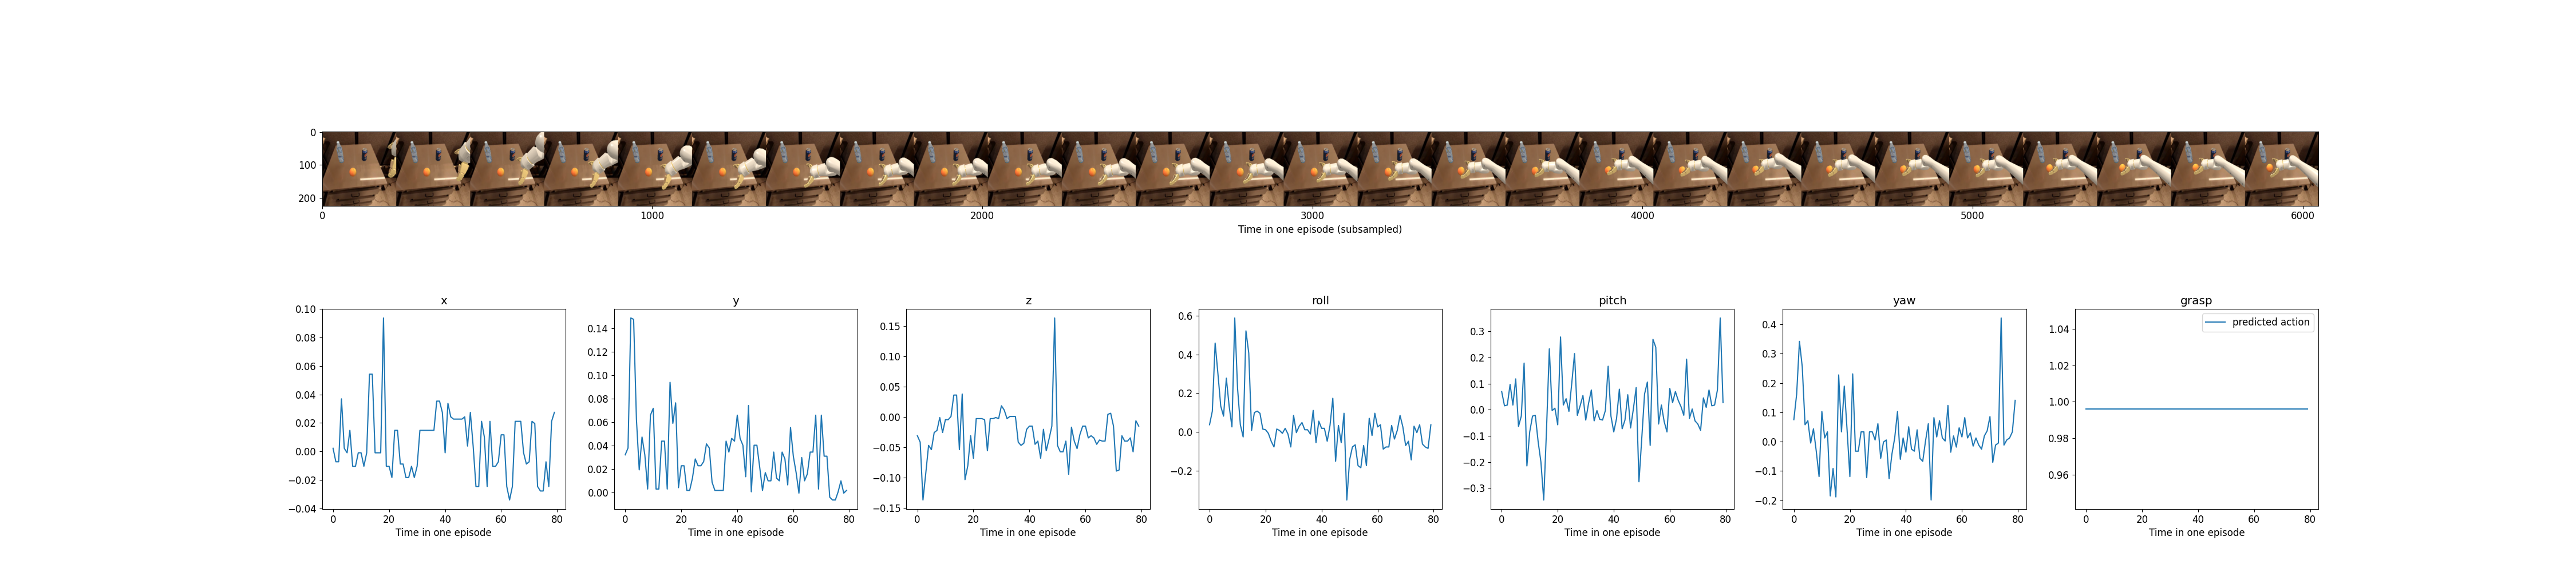 0
100
200
0 1000 2000 3000 4000 5000 6000
Time in one episode (subsampled)
x
0.10
0.08
0.06
0.04
0.02
0.00
−0.02
−0.04
0 20 40 60 80
Time in one episode
y
0.14
0.12
0.10
0.08
0.06
0.04
0.02
0.00
0 20 40 60 80
Time in one episode
z
0.15
0.10
0.05
0.00
−0.05
−0.10
−0.15
0 20 40 60 80
Time in one episode
roll
0.6
0.4
0.2
0.0
−0.2
0 20 40 60 80
Time in one episode
pitch
0.3
0.2
0.1
0.0
−0.1
−0.2
−0.3
0 20 40 60 80
Time in one episode
yaw
0.4
0.3
0.2
0.1
0.0
−0.1
−0.2
0 20 40 60 80
Time in one episode
grasp
predicted action
1.04
1.02
1.00
0.98
0.96
0 20 40 60 80
Time in one episode